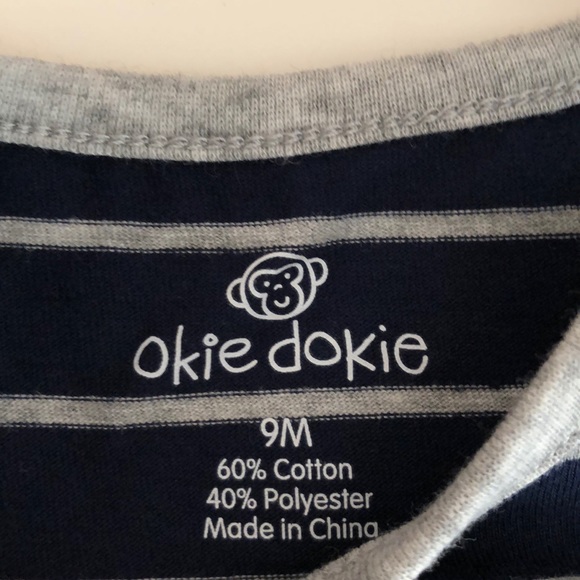 okie dokie
9M
60% Cotton
40% Polyester
Made in China